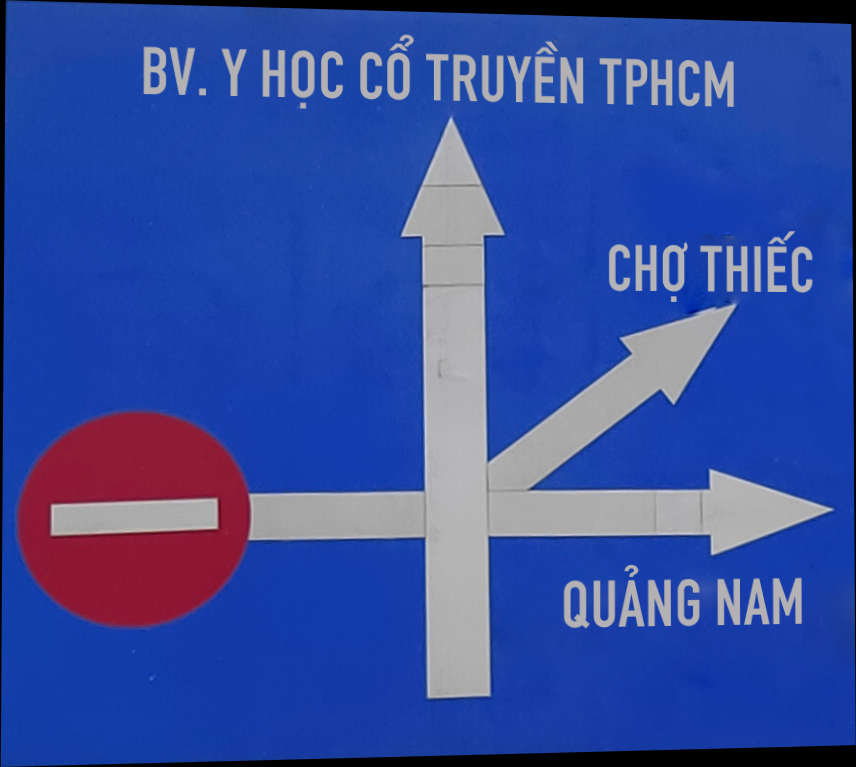 BV. Y HỌC CỔ TRUYỀN TPHCM
CHỢ THIẾC
QUẢNG NAM